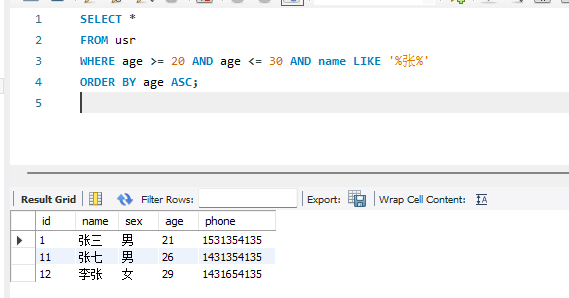 1 SELECT *
2 FROM usr
3 WHERE age >= 20 AND age <= 30 AND name LIKE '%张%'
4 ORDER BY age ASC;
5
Result Grid Filter Rows: Export: Wrap Cell Content: IA
id name sex age phone
1 张三 男 21 1531354135
11 张七 男 26 1431354135
12 李张 女 29 1431654135